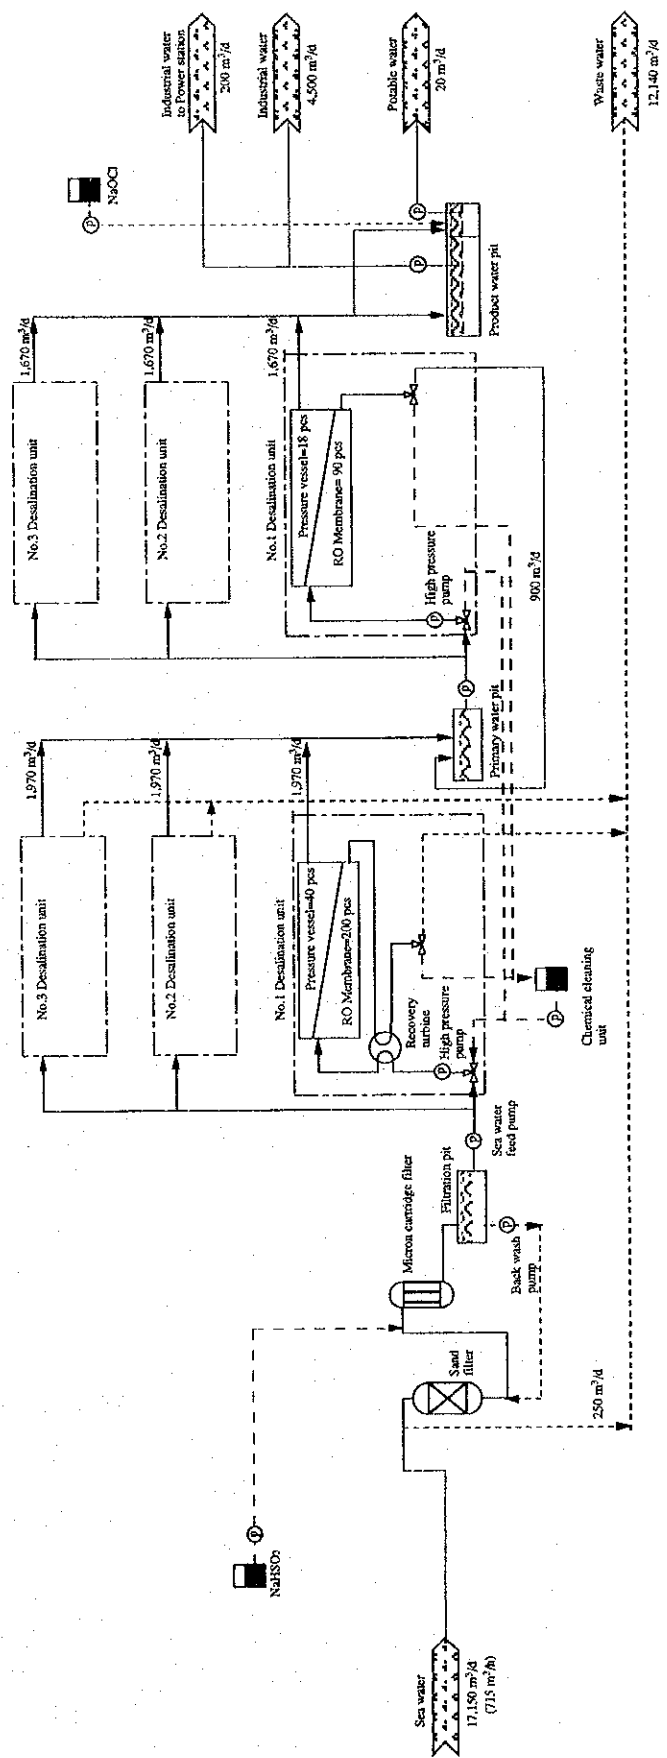 Sea water
17,150 m³/d
(715 m³/h)
NaHSO₃
P
250 m³/d
Sand
filter
Micron cartridge filter
Back wash
pump
P
Filtration pit
Sea water
feed pump
P
No.3 Desalination unit
No.2 Desalination unit
No.1 Desalination unit
Pressure vessel=40 pcs
RO Membrane=200 pcs
Recovery
turbine
High pressure
pump
P
Chemical cleaning
unit
P
1,970 m³/d
1,970 m³/d
1,970 m³/d
Primary water pit
P
No.3 Desalination unit
No.2 Desalination unit
No.1 Desalination unit
Pressure vessel=18 pcs
RO Membrane= 90 pcs
High pressure
pump
P
900 m³/d
1,670 m³/d
1,670 m³/d
1,670 m³/d
Product water pit
P
P
NaOCl
P
Industrial water
to Power station
200 m³/d
Industrial water
4,500 m³/d
Potable water
20 m³/d
Waste water
12,140 m³/d